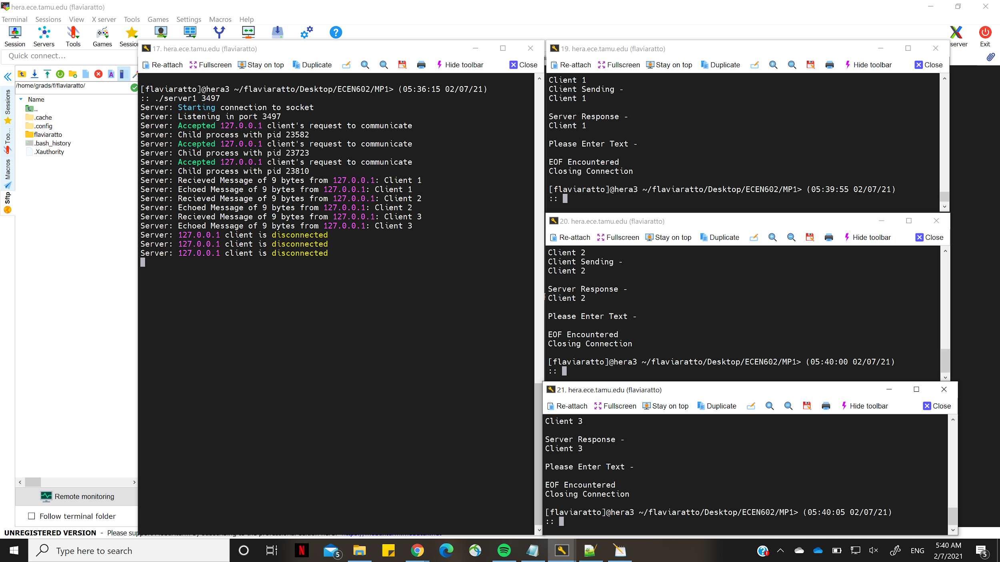 hera.ece.tamu.edu (flaviaratto)
Terminal Sessions View X server Tools Games Settings Macros Help
Session Servers Tools Games server Exit
Quick connect...
/home/grads/f/flaviaratto/
Name
..
.cache
.config
flaviaratto
.bash_history
.Xauthority
Sessions
Too...
Macros
Sftp
Remote monitoring
Follow terminal folder
UNREGISTERED VERSION - Please
17. hera.ece.tamu.edu (flaviaratto)
Re-attach Fullscreen Stay on top Duplicate Hide toolbar Close
[flaviaratto]@hera3 ~/flaviaratto/Desktop/ECEN602/MP1> (05:36:15 02/07/21)
:: ./server1 3497
Server: Starting connection to socket
Server: Listening in port 3497
Server: Accepted 127.0.0.1 client's request to communicate
Server: Child process with pid 23582
Server: Accepted 127.0.0.1 client's request to communicate
Server: Child process with pid 23723
Server: Accepted 127.0.0.1 client's request to communicate
Server: Child process with pid 23810
Server: Recieved Message of 9 bytes from 127.0.0.1: Client 1
Server: Echoed Message of 9 bytes from 127.0.0.1: Client 1
Server: Recieved Message of 9 bytes from 127.0.0.1: Client 2
Server: Echoed Message of 9 bytes from 127.0.0.1: Client 2
Server: Recieved Message of 9 bytes from 127.0.0.1: Client 3
Server: Echoed Message of 9 bytes from 127.0.0.1: Client 3
Server: 127.0.0.1 client is disconnected
Server: 127.0.0.1 client is disconnected
Server: 127.0.0.1 client is disconnected
19. hera.ece.tamu.edu (flaviaratto)
Re-attach Fullscreen Stay on top Duplicate Hide toolbar Close
Client 1
Client Sending -
Client 1
Server Response -
Client 1
Please Enter Text -
EOF Encountered
Closing Connection
[flaviaratto]@hera3 ~/flaviaratto/Desktop/ECEN602/MP1> (05:39:55 02/07/21)
::
20. hera.ece.tamu.edu (flaviaratto)
Re-attach Fullscreen Stay on top Duplicate Hide toolbar Close
Client 2
Client Sending -
Client 2
Server Response -
Client 2
Please Enter Text -
EOF Encountered
Closing Connection
[flaviaratto]@hera3 ~/flaviaratto/Desktop/ECEN602/MP1> (05:40:00 02/07/21)
::
21. hera.ece.tamu.edu (flaviaratto)
Re-attach Fullscreen Stay on top Duplicate Hide toolbar Close
Client 3
Server Response -
Client 3
Please Enter Text -
EOF Encountered
Closing Connection
[flaviaratto]@hera3 ~/flaviaratto/Desktop/ECEN602/MP1> (05:40:05 02/07/21)
::
Type here to search
5
ENG
5:40 AM
2/7/2021
5